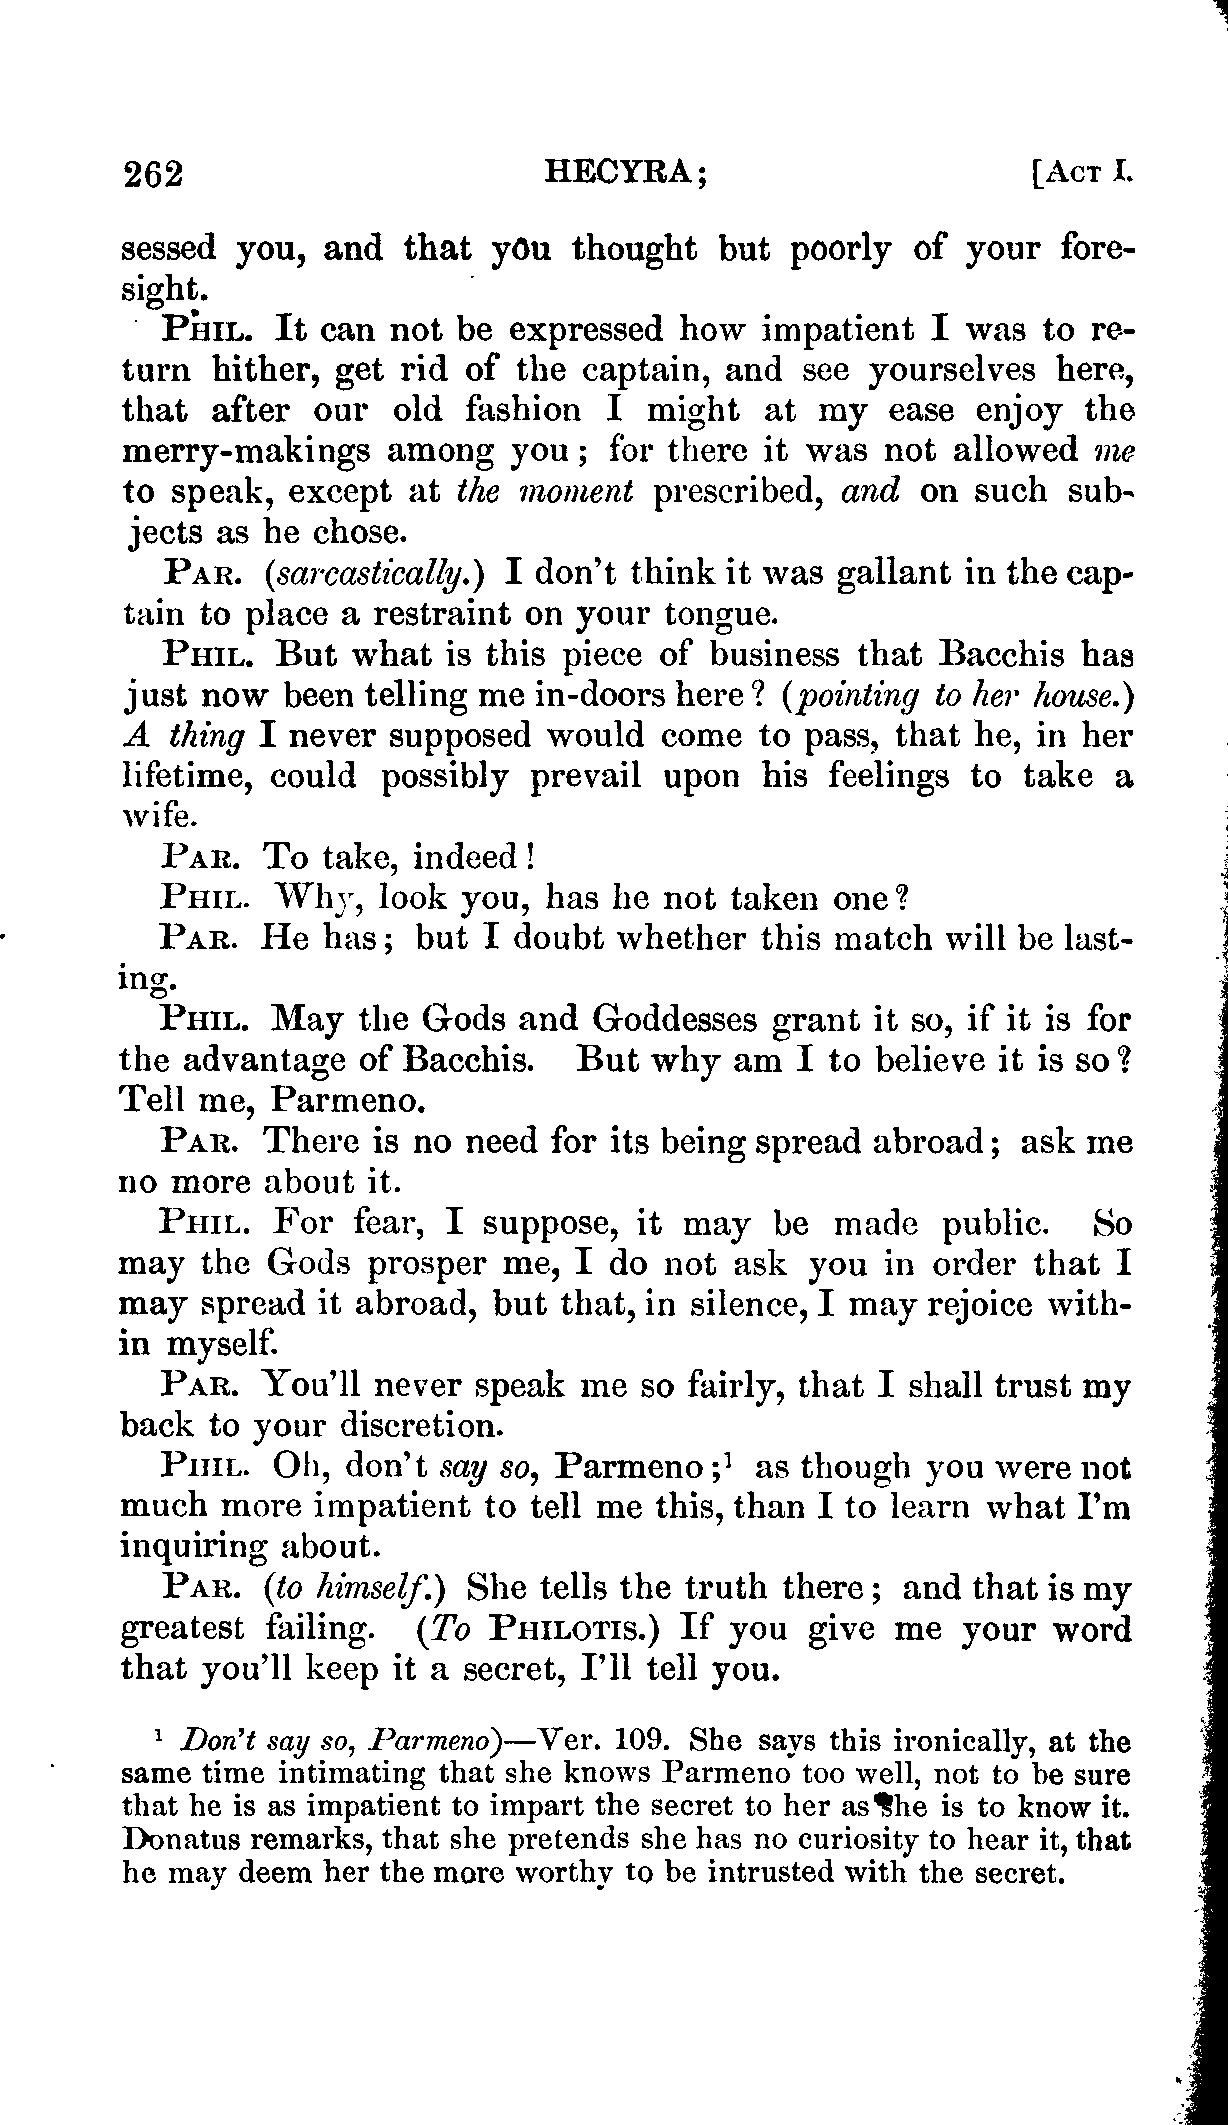 262 HECYRA; [ACT I.
sessed you, and that you thought but poorly of your fore-
sight.
PHIL. It can not be expressed how impatient I was to re-
turn hither, get rid of the captain, and see yourselves here,
that after our old fashion I might at my ease enjoy the
merry-makings among you; for there it was not allowed me
to speak, except at the moment prescribed, and on such sub-
jects as he chose.
PAR. (sarcastically.) I don't think it was gallant in the cap-
tain to place a restraint on your tongue.
PHIL. But what is this piece of business that Bacchis has
just now been telling me in-doors here? (pointing to her house.)
A thing I never supposed would come to pass, that he, in her
lifetime, could possibly prevail upon his feelings to take a
wife.
PAR. To take, indeed!
PHIL. Why, look you, has he not taken one?
PAR. He has; but I doubt whether this match will be last-
ing.
PHIL. May the Gods and Goddesses grant it so, if it is for
the advantage of Bacchis. But why am I to believe it is so?
Tell me, Parmeno.
PAR. There is no need for its being spread abroad; ask me
no more about it.
PHIL. For fear, I suppose, it may be made public. So
may the Gods prosper me, I do not ask you in order that I
may spread it abroad, but that, in silence, I may rejoice with-
in myself.
PAR. You'll never speak me so fairly, that I shall trust my
back to your discretion.
PHIL. Oh, don't say so, Parmeno;¹ as though you were not
much more impatient to tell me this, than I to learn what I'm
inquiring about.
PAR. (to himself.) She tells the truth there; and that is my
greatest failing. (To PHILOTIS.) If you give me your word
that you'll keep it a secret, I'll tell you.
¹ Don't say so, Parmeno)—Ver. 109. She says this ironically, at the
same time intimating that she knows Parmeno too well, not to be sure
that he is as impatient to impart the secret to her as she is to know it.
Donatus remarks, that she pretends she has no curiosity to hear it, that
he may deem her the more worthy to be intrusted with the secret.